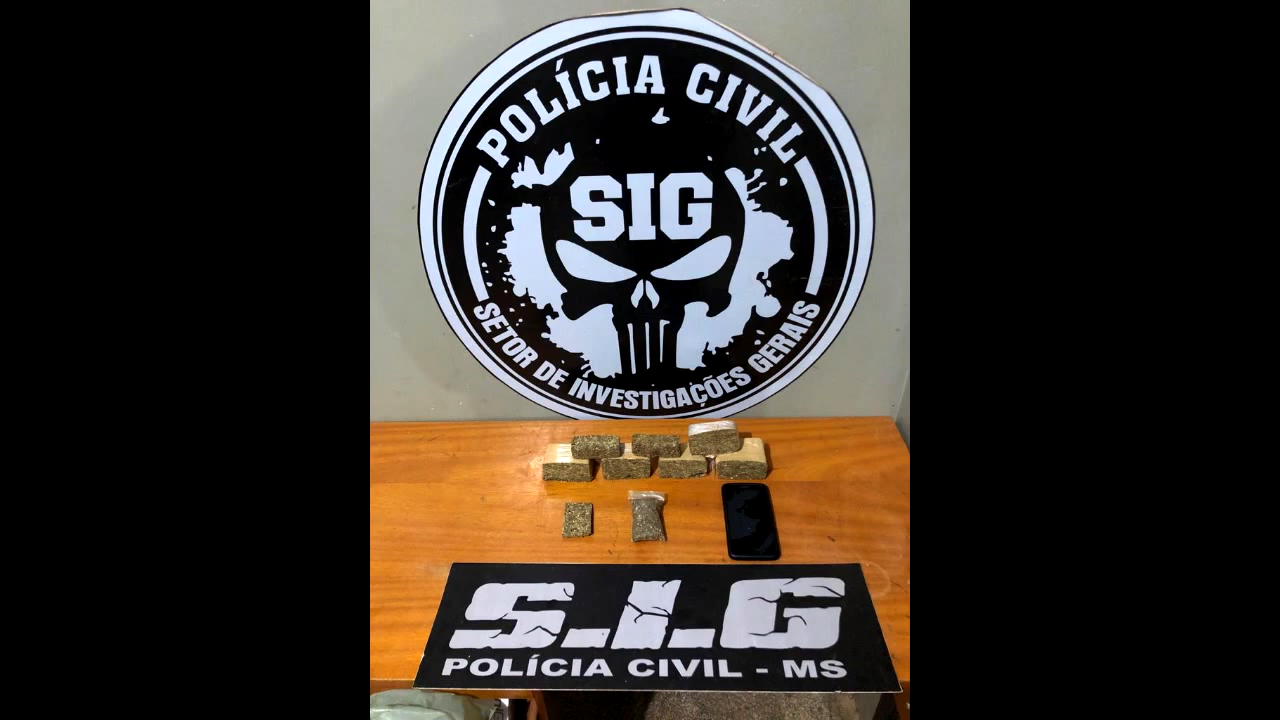 POLÍCIA CIVIL
SIG
SETOR DE INVESTIGAÇÕES GERAIS
S.I.G
POLÍCIA CIVIL - MS